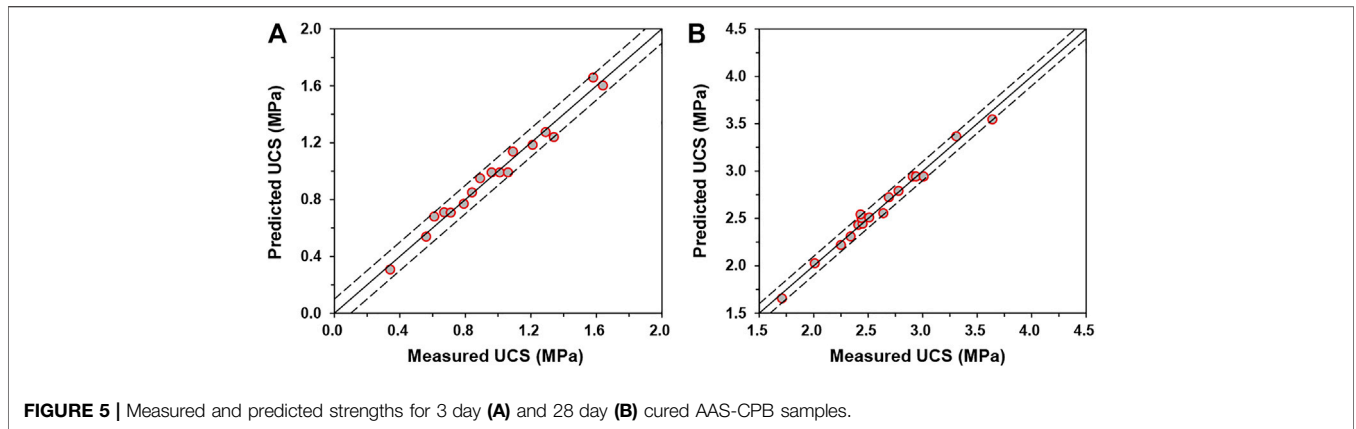 A
B
2.0
1.6
1.2
0.8
0.4
0.0
Predicted UCS (MPa)
0.0 0.4 0.8 1.2 1.6 2.0
Measured UCS (MPa)
4.5
4.5
3.5
3.0
2.5
2.0
1.5
Predicted UCS (MPa)
1.5 2.0 2.5 3.0 3.5 4.0 4.5
Measured UCS (MPa)
FIGURE 5 | Measured and predicted strengths for 3 day (A) and 28 day (B) cured AAS-CPB samples.